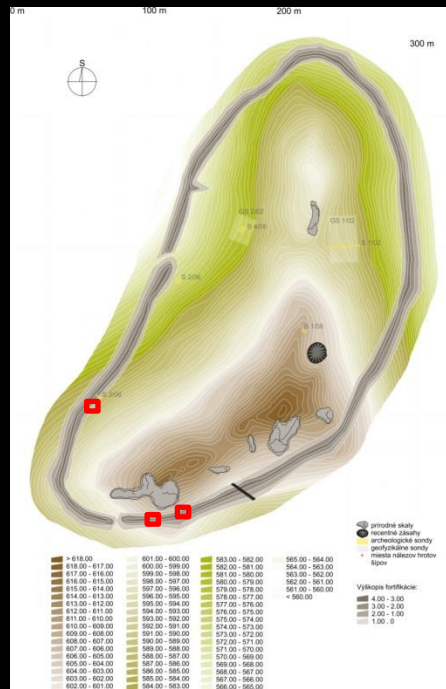 0 m 100 m 200 m
300 m
S
GS 2/02
S 4/06
GS 1/02
S 1/02
S 2/06
S 3/06
prírodné skaly
recentné zásahy
archeologické sondy
geofyzikálne sondy
miesta nálezov hrotov
šípov
Výškopis fortifikácie:
4.00 - 3.00
3.00 - 2.00
2.00 - 1.00
1.00 . 0
> 618.00
618.00 - 617.00
617.00 - 616.00
616.00 - 615.00
615.00 - 614.00
614.00 - 613.00
613.00 - 612.00
612.00 - 611.00
611.00 - 610.00
610.00 - 609.00
609.00 - 608.00
608.00 - 607.00
607.00 - 606.00
606.00 - 605.00
605.00 - 604.00
604.00 - 603.00
603.00 - 602.00
602.00 - 601.00
601.00 - 600.00
600.00 - 599.00
599.00 - 598.00
598.00 - 597.00
597.00 - 596.00
596.00 - 595.00
595.00 - 594.00
594.00 - 593.00
593.00 - 592.00
592.00 - 591.00
591.00 - 590.00
590.00 - 589.00
589.00 - 588.00
588.00 - 587.00
587.00 - 586.00
586.00 - 585.00
585.00 - 584.00
584.00 - 583.00
583.00 - 582.00
582.00 - 581.00
581.00 - 580.00
580.00 - 579.00
579.00 - 578.00
578.00 - 577.00
577.00 - 576.00
576.00 - 575.00
575.00 - 574.00
574.00 - 573.00
573.00 - 572.00
572.00 - 571.00
571.00 - 570.00
570.00 - 569.00
569.00 - 568.00
568.00 - 567.00
567.00 - 566.00
566.00 - 565.00
565.00 - 564.00
564.00 - 563.00
563.00 - 562.00
562.00 - 561.00
561.00 - 560.00
< 560.00